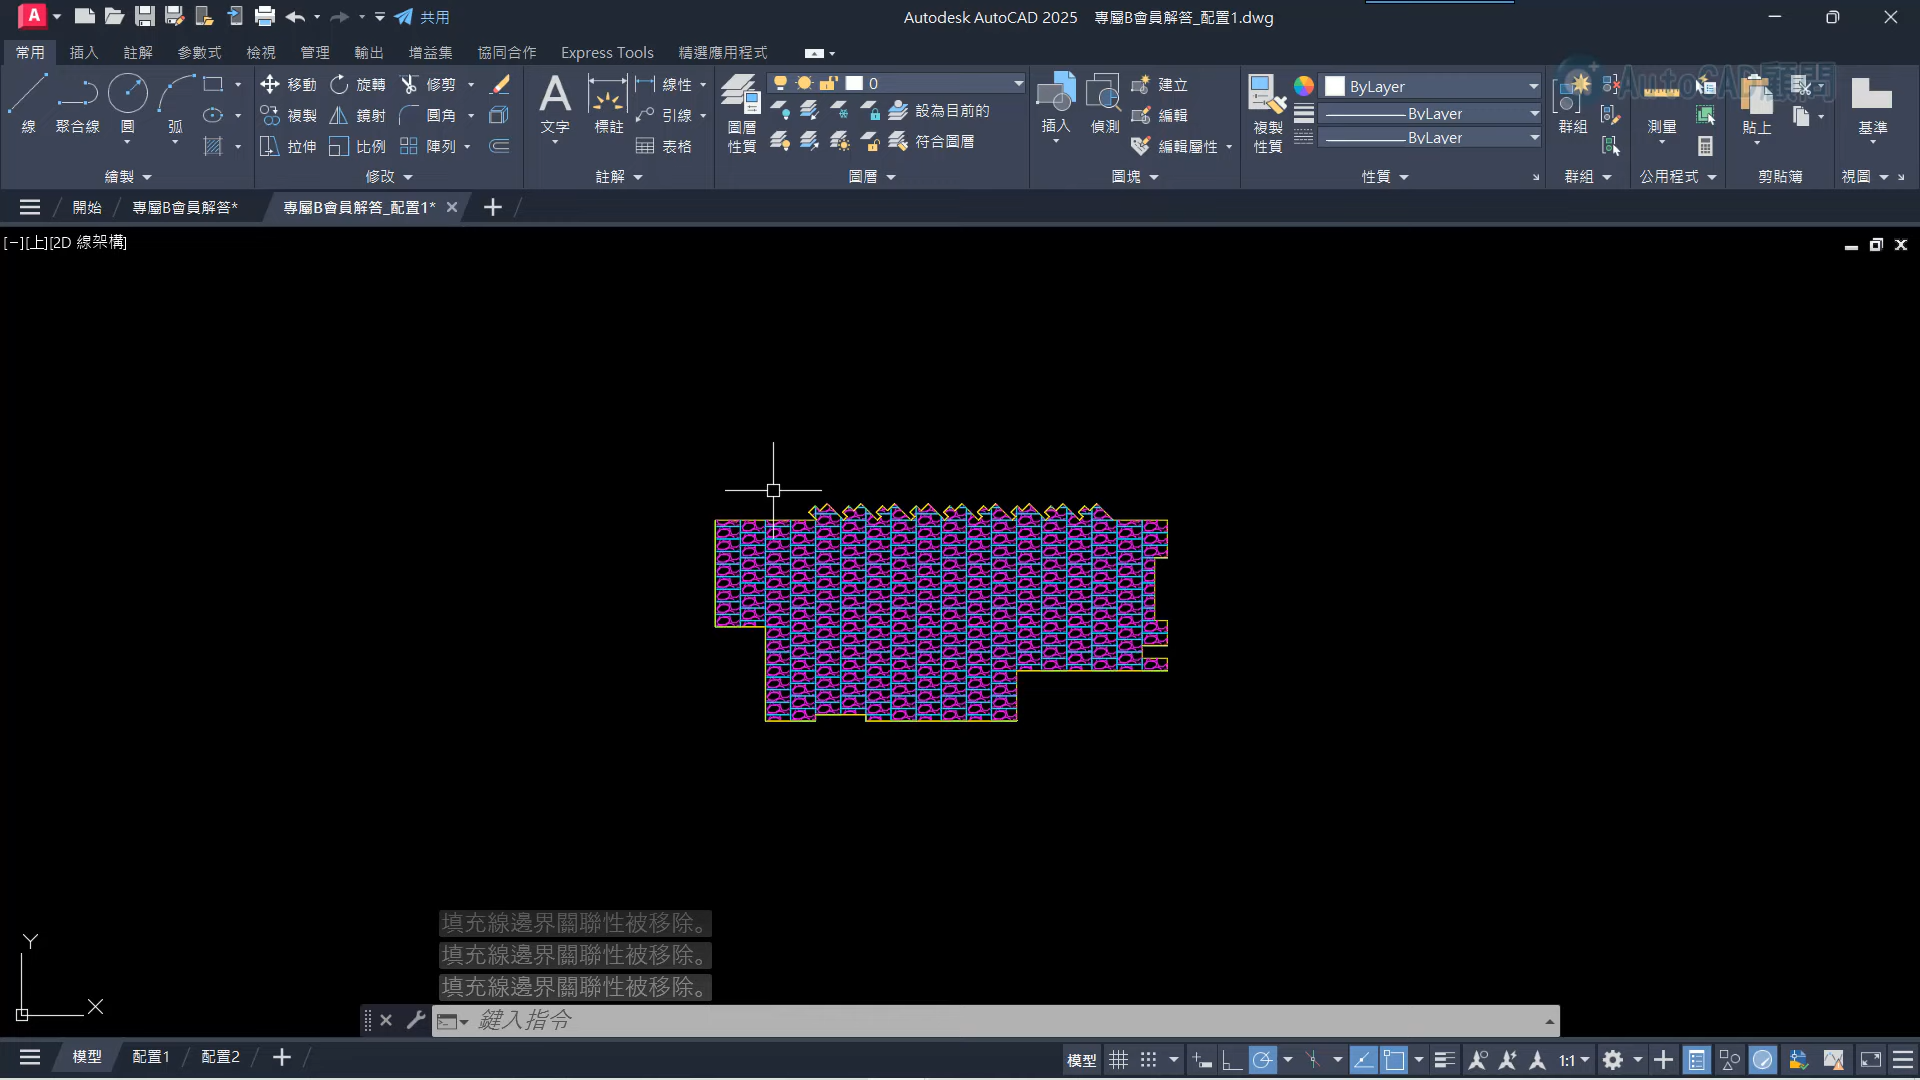 A 共用 Autodesk AutoCAD 2025 專屬B會員解答_配置1.dwg
常用 插入 註解 參數式 檢視 管理 輸出 增益集 協同合作 Express Tools 精選應用程式
AutoCAD顧問
線 聚合線 圓 弧
移動 旋轉 修剪
複製 鏡射 圓角
拉伸 比例 陣列
文字 標註
線性
引線
表格
圖層
性質
0
設為目前的
符合圖層
插入 偵測
建立
編輯
編輯屬性
複製
性質
ByLayer
ByLayer
ByLayer
群組 測量 貼上 基準
繪製 修改 註解 圖層 圖塊 性質 群組 公用程式 剪貼簿 視圖
開始 專屬B會員解答* 專屬B會員解答_配置1*
[−][上][2D 線架構]
填充線邊界關聯性被移除。
填充線邊界關聯性被移除。
填充線邊界關聯性被移除。
Y
X
鍵入指令
模型 配置1 配置2 模型 1:1